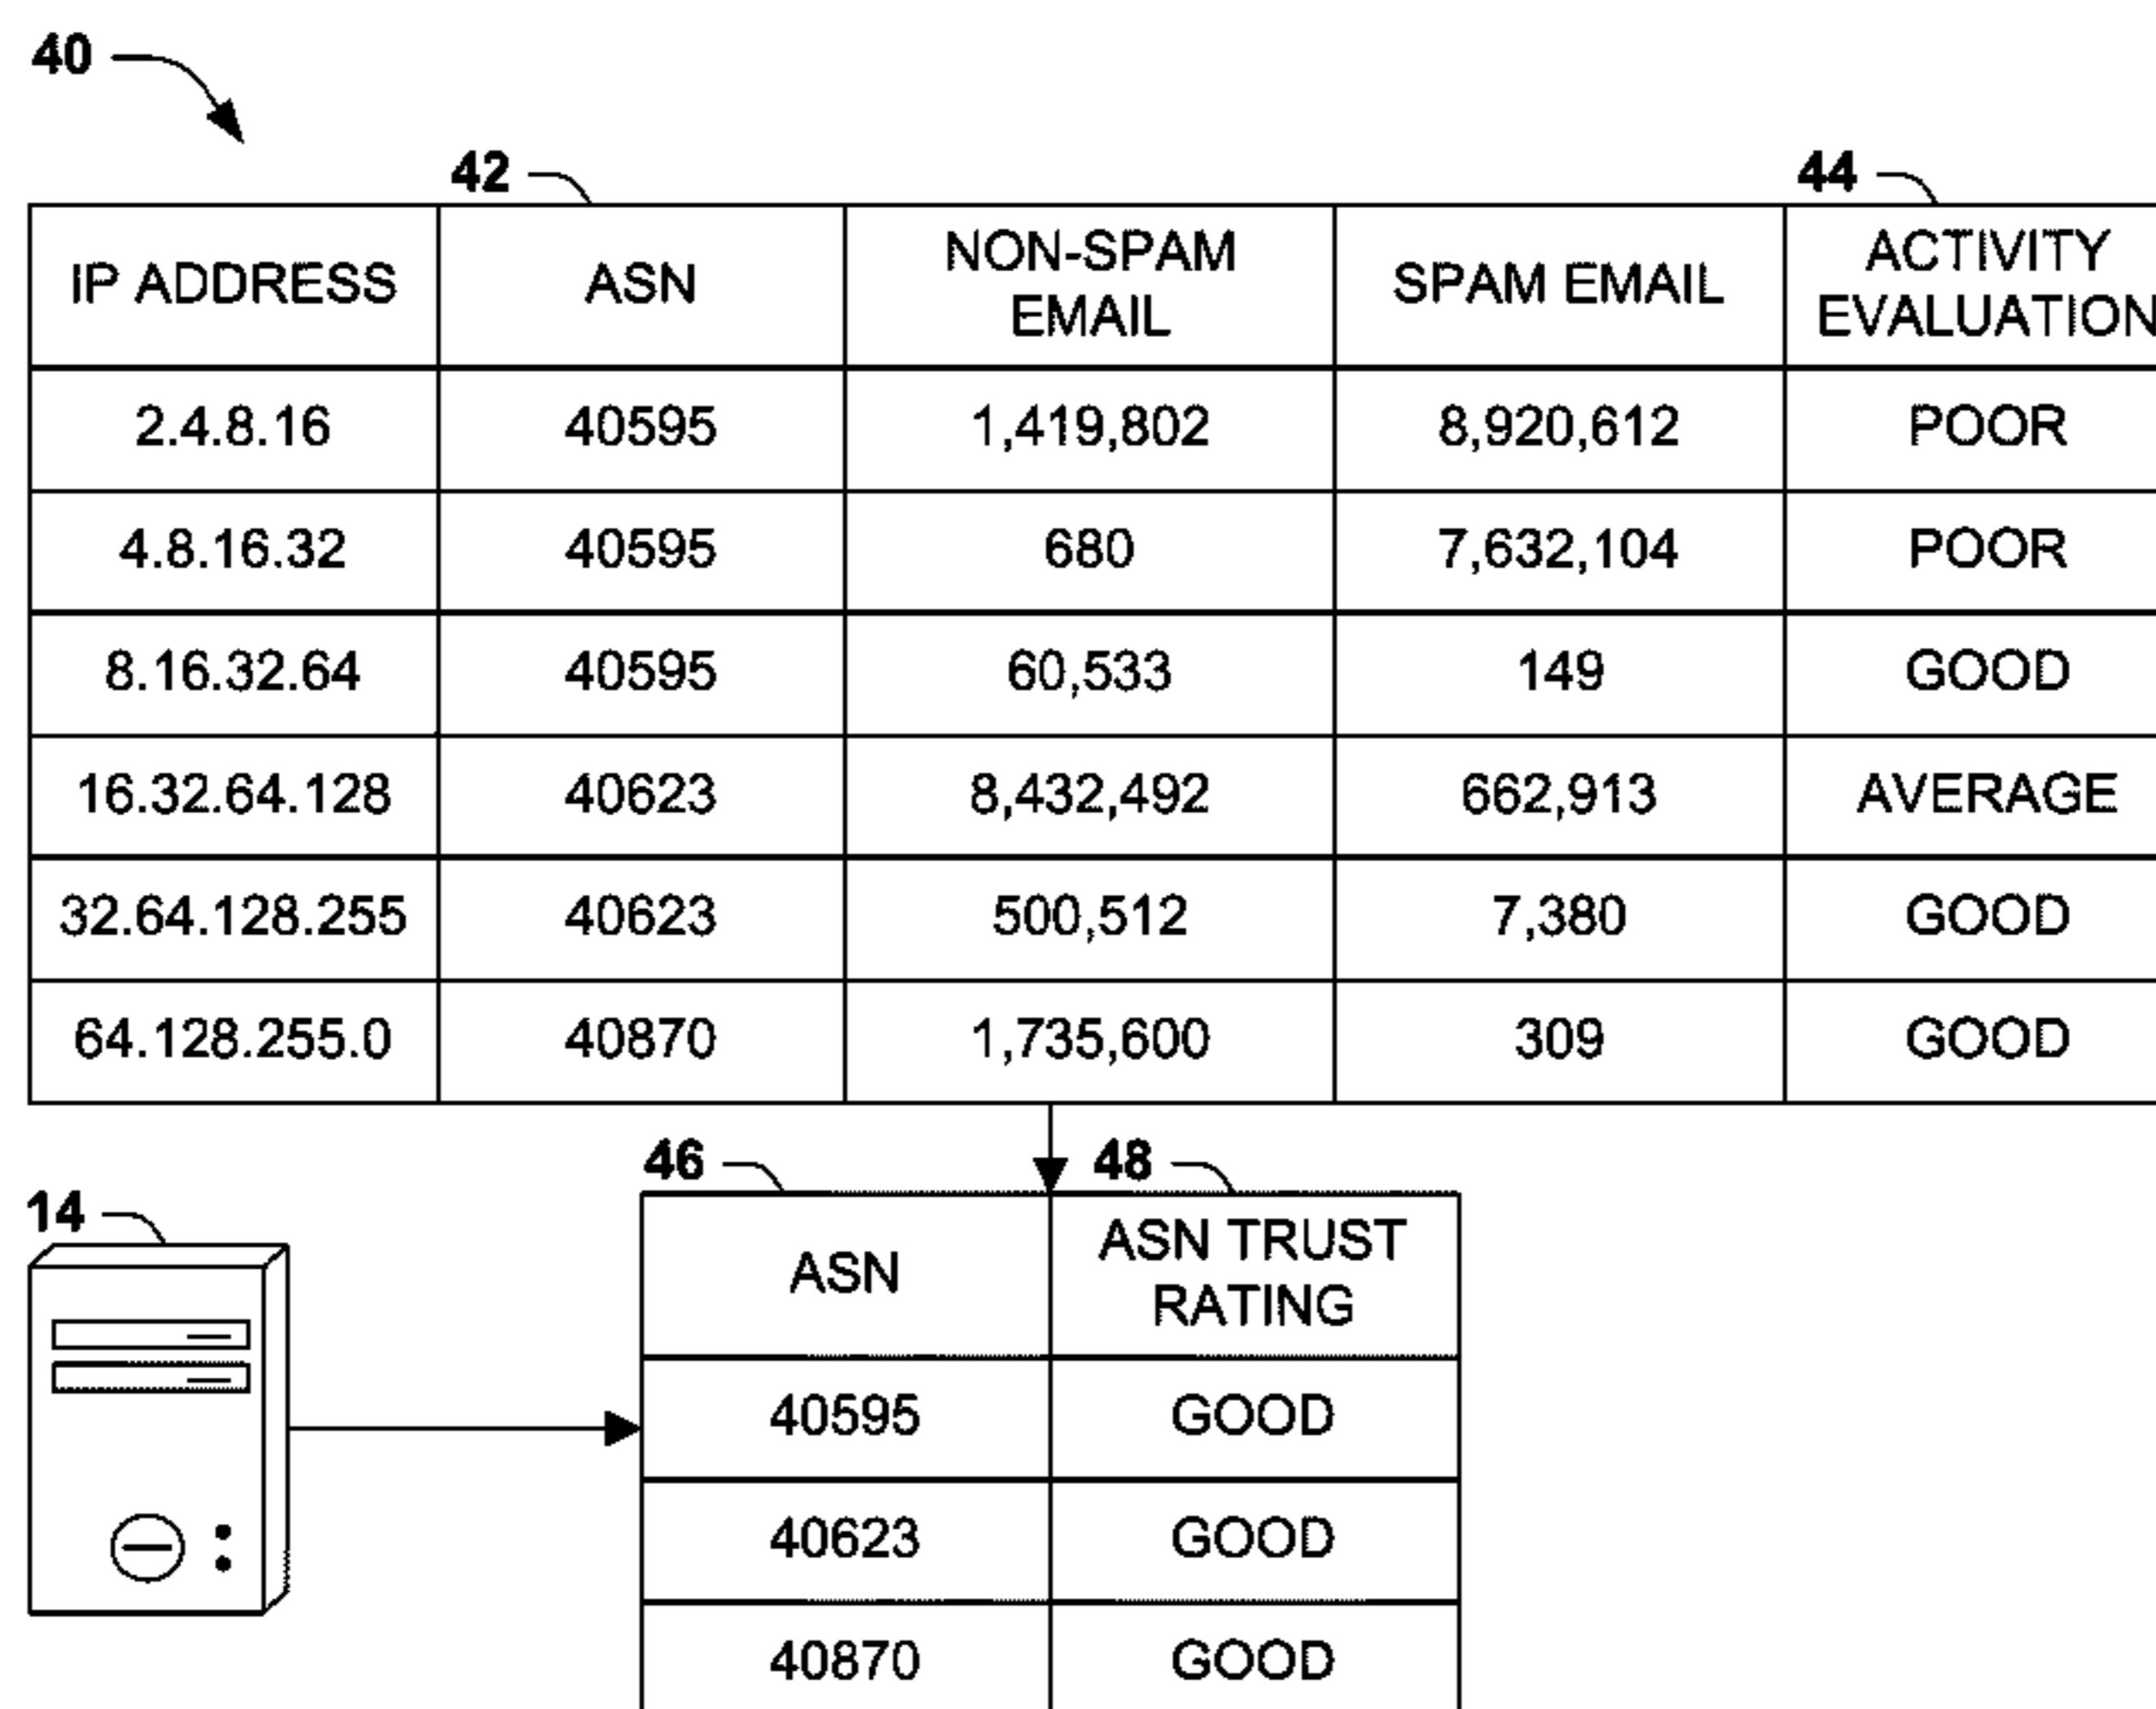 40
42
44
IP ADDRESS ASN NON-SPAM EMAIL SPAM EMAIL ACTIVITY EVALUATION
2.4.8.16 40595 1,419,802 8,920,612 POOR
4.8.16.32 40595 680 7,632,104 POOR
8.16.32.64 40595 60,533 149 GOOD
16.32.64.128 40623 8,432,492 662,913 AVERAGE
32.64.128.255 40623 500,512 7,380 GOOD
64.128.255.0 40870 1,735,600 309 GOOD
46
48
14
ASN ASN TRUST RATING
40595 GOOD
40623 GOOD
40870 GOOD